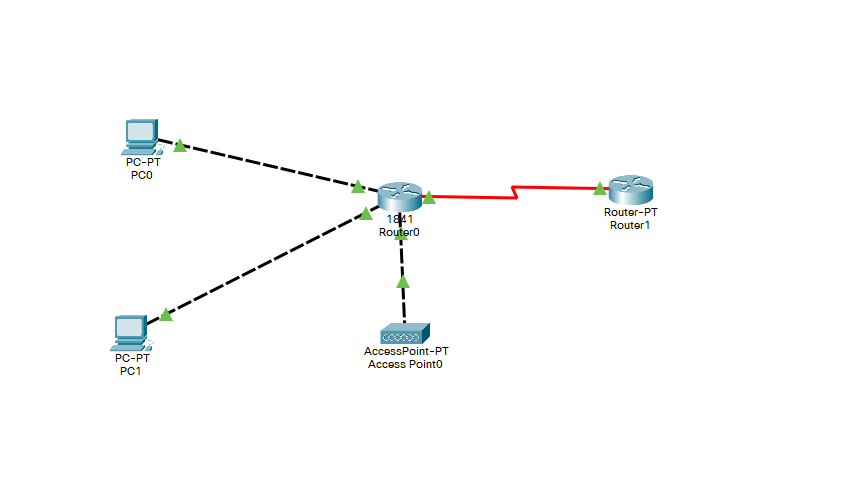 PC-PT
PC0
1841
Router0
Router-PT
Router1
PC-PT
PC1
AccessPoint-PT
Access Point0